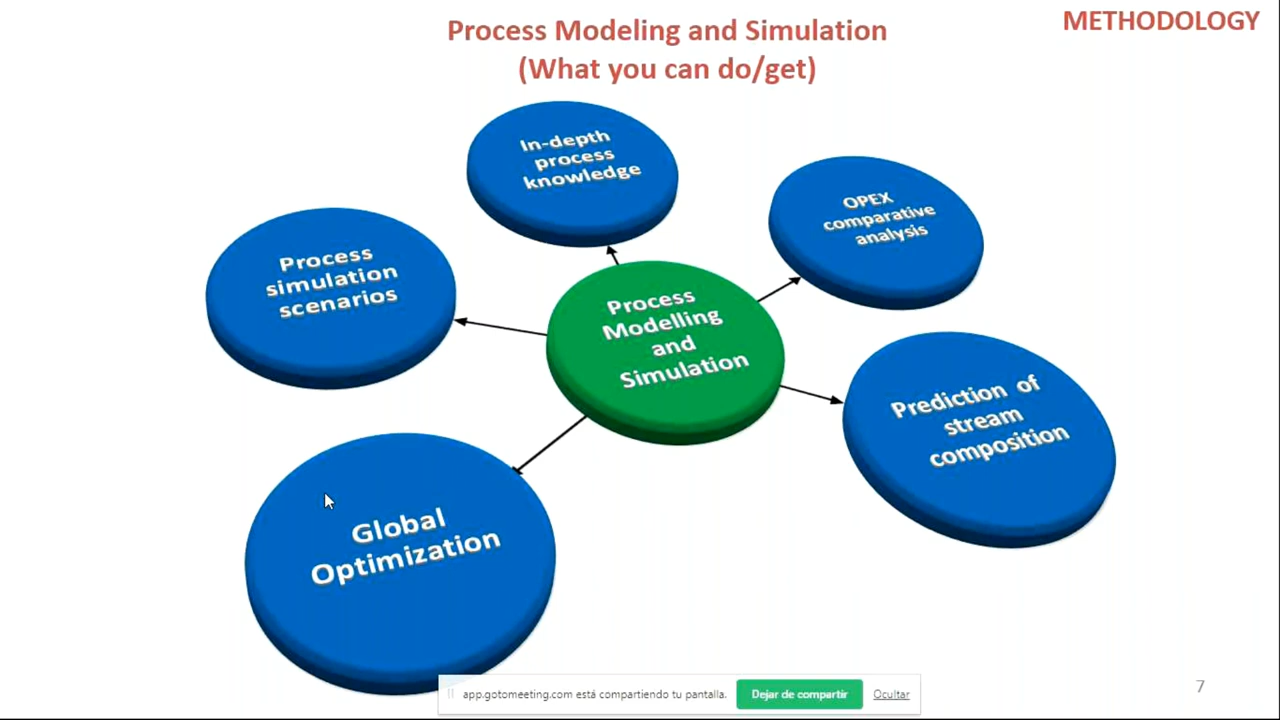 METHODOLOGY
Process Modeling and Simulation
(What you can do/get)
In-depth
process
knowledge
OPEX
comparative
analysis
Process
simulation
scenarios
Process
Modelling
and
Simulation
Prediction of
stream
composition
Global
Optimization
app.gotomeeting.com está compartiendo tu pantalla.
Dejar de compartir
Ocultar
7